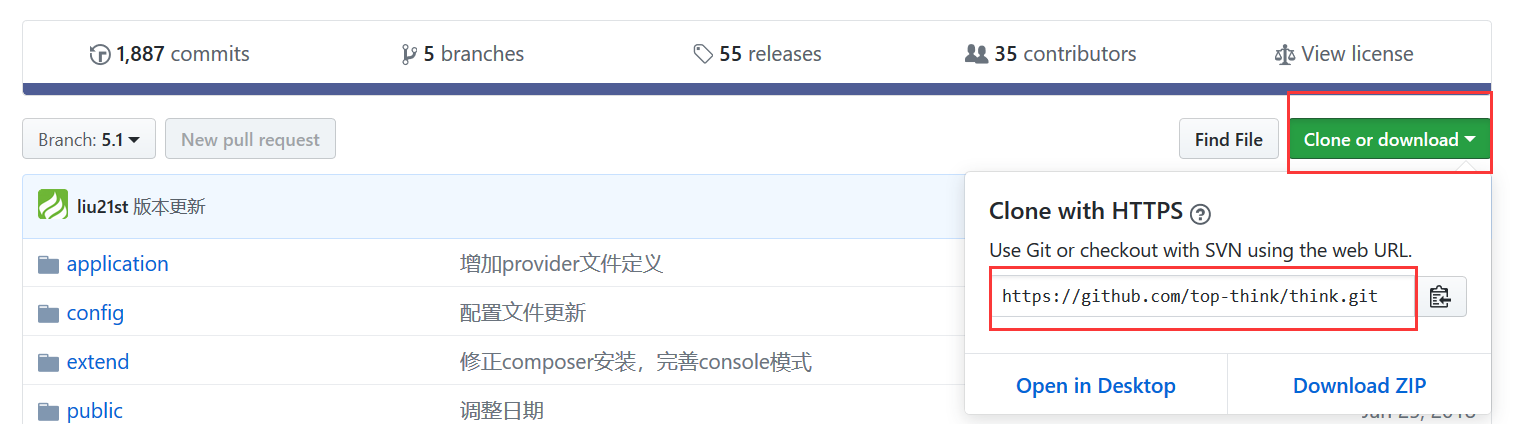 1,887 commits 5 branches 55 releases 35 contributors View license
Branch: 5.1 New pull request Find File Clone or download
liu21st 版本更新
Clone with HTTPS ?
Use Git or checkout with SVN using the web URL.
application 增加provider文件定义
https://github.com/top-think/think.git
config 配置文件更新
extend 修正composer安装，完善console模式
Open in Desktop Download ZIP
public 调整日期